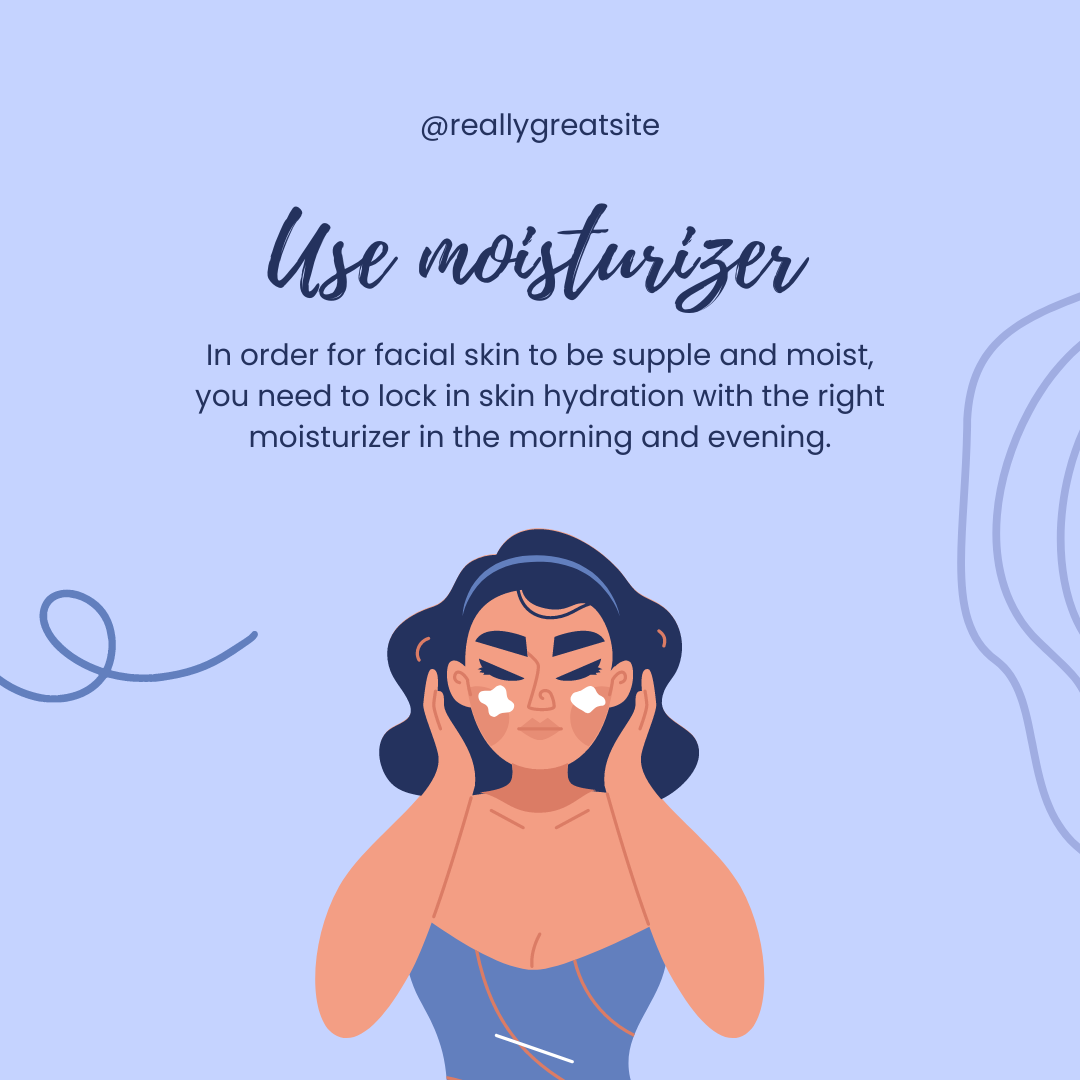 @reallygreatsite
Use moisturizer
In order for facial skin to be supple and moist,
you need to lock in skin hydration with the right
moisturizer in the morning and evening.